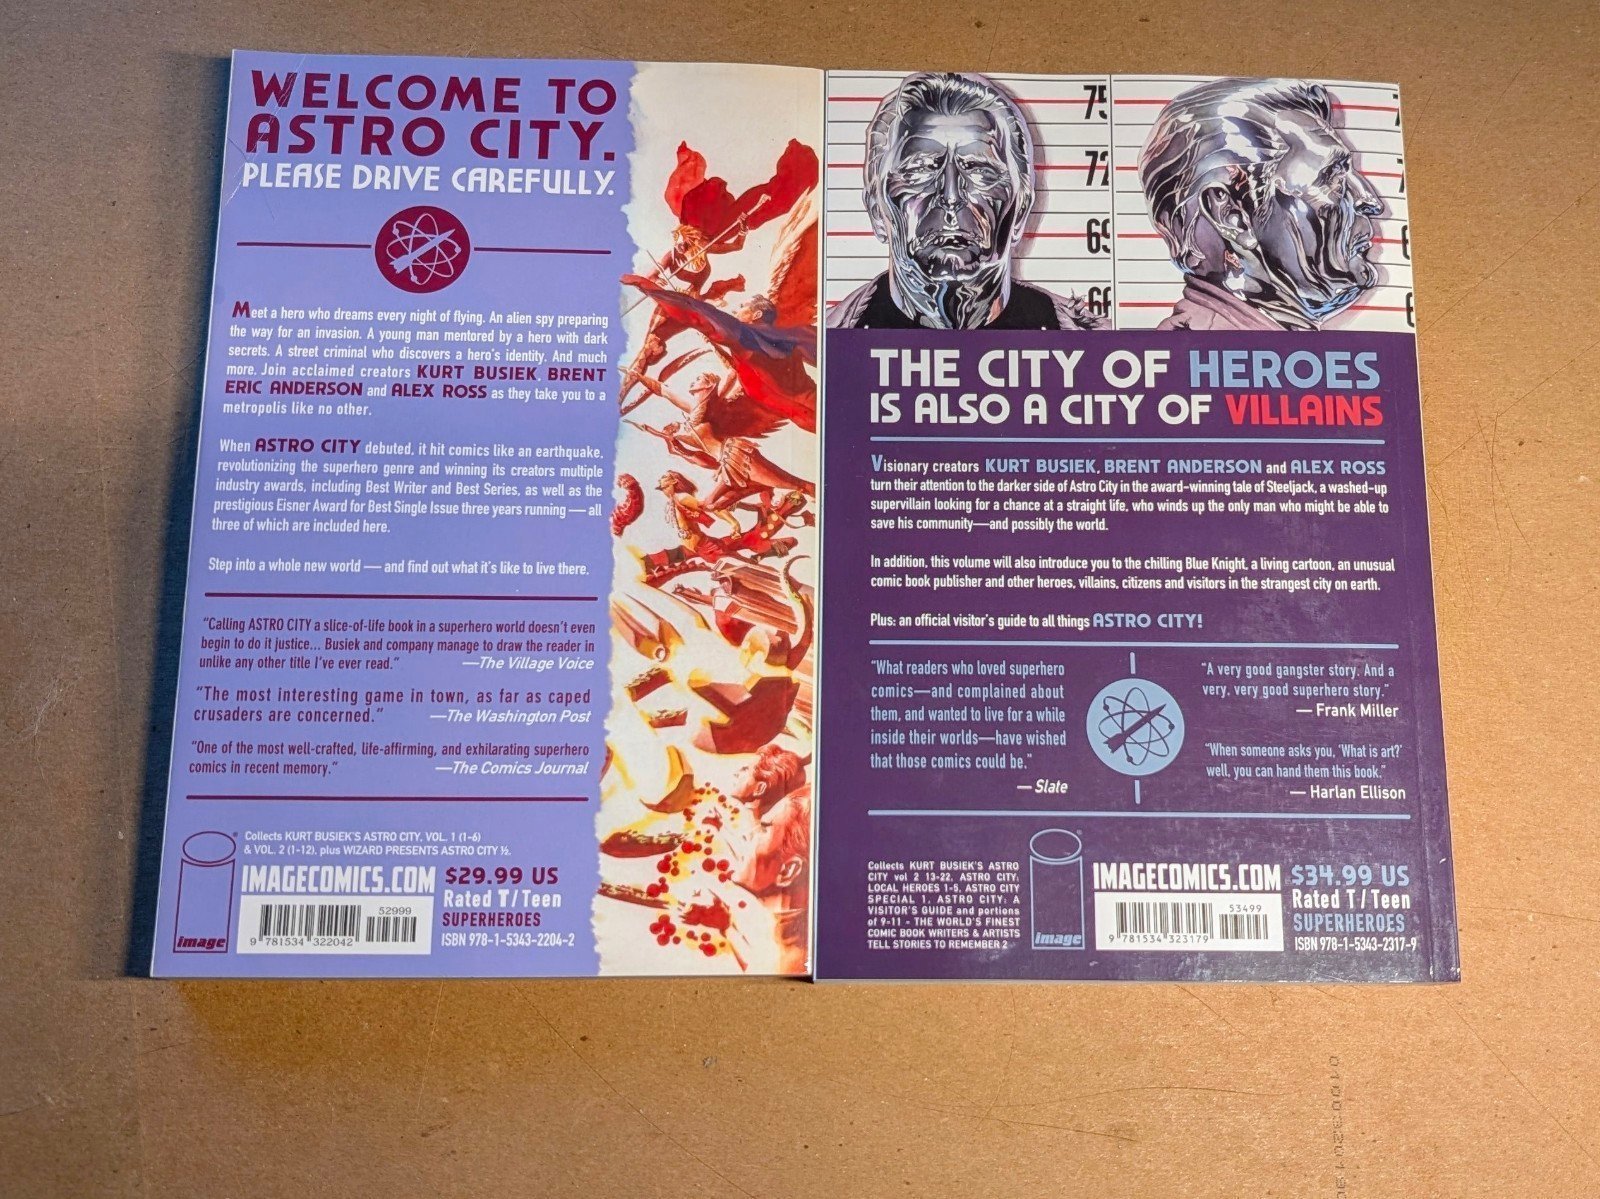 WELCOME TO
ASTRO CITY.
PLEASE DRIVE CAREFULLY.
Meet a hero who dreams every night of flying. An alien spy preparing
the way for an invasion. A young man mentored by a hero with dark
secrets. A street criminal who discovers a hero's identity. And much
more. Join acclaimed creators KURT BUSIEK, BRENT
ERIC ANDERSON and ALEX ROSS as they take you to a
metropolis like no other.
When ASTRO CITY debuted, it hit comics like an earthquake,
revolutionizing the superhero genre and winning its creators multiple
industry awards, including Best Writer and Best Series, as well as the
prestigious Eisner Award for Best Single Issue three years running — all
three of which are included here.
Step into a whole new world — and find out what it's like to live there.
"Calling ASTRO CITY a slice-of-life book in a superhero world doesn't even
begin to do it justice... Busiek and company manage to draw the reader in
unlike any other title I've ever read." —The Village Voice
"The most interesting game in town, as far as caped
crusaders are concerned." —The Washington Post
"One of the most well-crafted, life-affirming, and exhilarating superhero
comics in recent memory." —The Comics Journal
Collects KURT BUSIEK'S ASTRO CITY, VOL. 1 (1-6)
& VOL. 2 (1-12), plus WIZARD PRESENTS ASTRO CITY ½.
image
IMAGECOMICS.COM
52999
9 781534 322042
$29.99 US
Rated T / Teen
SUPERHEROES
ISBN 978-1-5343-2204-2
75
72
69
66
THE CITY OF HEROES
IS ALSO A CITY OF VILLAINS
Visionary creators KURT BUSIEK, BRENT ANDERSON and ALEX ROSS
turn their attention to the darker side of Astro City in the award-winning tale of Steeljack, a washed-up
supervillain looking for a chance at a straight life, who winds up the only man who might be able to
save his community—and possibly the world.
In addition, this volume will also introduce you to the chilling Blue Knight, a living cartoon, an unusual
comic book publisher and other heroes, villains, citizens and visitors in the strangest city on earth.
Plus: an official visitor's guide to all things ASTRO CITY!
"What readers who loved superhero
comics—and complained about
them, and wanted to live for a while
inside their worlds—have wished
that those comics could be."
— Slate
"A very good gangster story. And a
very, very good superhero story."
— Frank Miller
"When someone asks you, 'What is art?'
well, you can hand them this book."
— Harlan Ellison
Collects KURT BUSIEK'S ASTRO
CITY vol 2 13-22, ASTRO CITY:
LOCAL HEROES 1-5, ASTRO CITY
SPECIAL 1, ASTRO CITY: A
VISITOR'S GUIDE and portions
of 9-11 - THE WORLD'S FINEST
COMIC BOOK WRITERS & ARTISTS
TELL STORIES TO REMEMBER 2
image
IMAGECOMICS.COM
53499
9 781534 323179
$34.99 US
Rated T / Teen
SUPERHEROES
ISBN 978-1-5343-2317-9